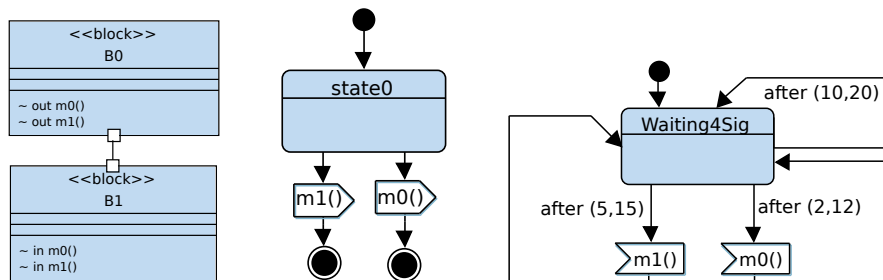 <<block>>
B0
~ out m0()
~ out m1()
<<block>>
B1
~ in m0()
~ in m1()
state0
m1()
m0()
after (10,20)
Waiting4Sig
after (5,15)
after (2,12)
m1()
m0()